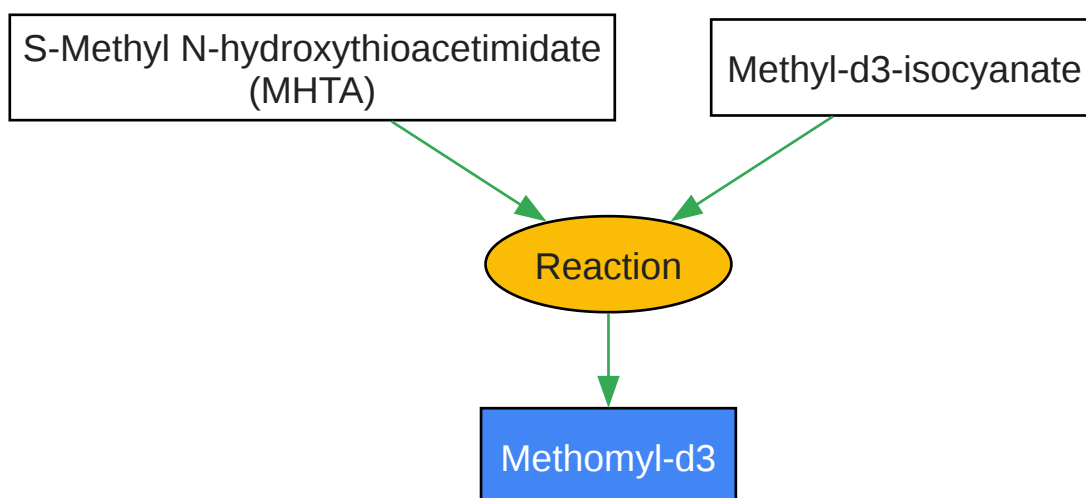 S-Methyl N-hydroxythioacetimidate
(MHTA)
Methyl-d3-isocyanate
Reaction
Methomyl-d3